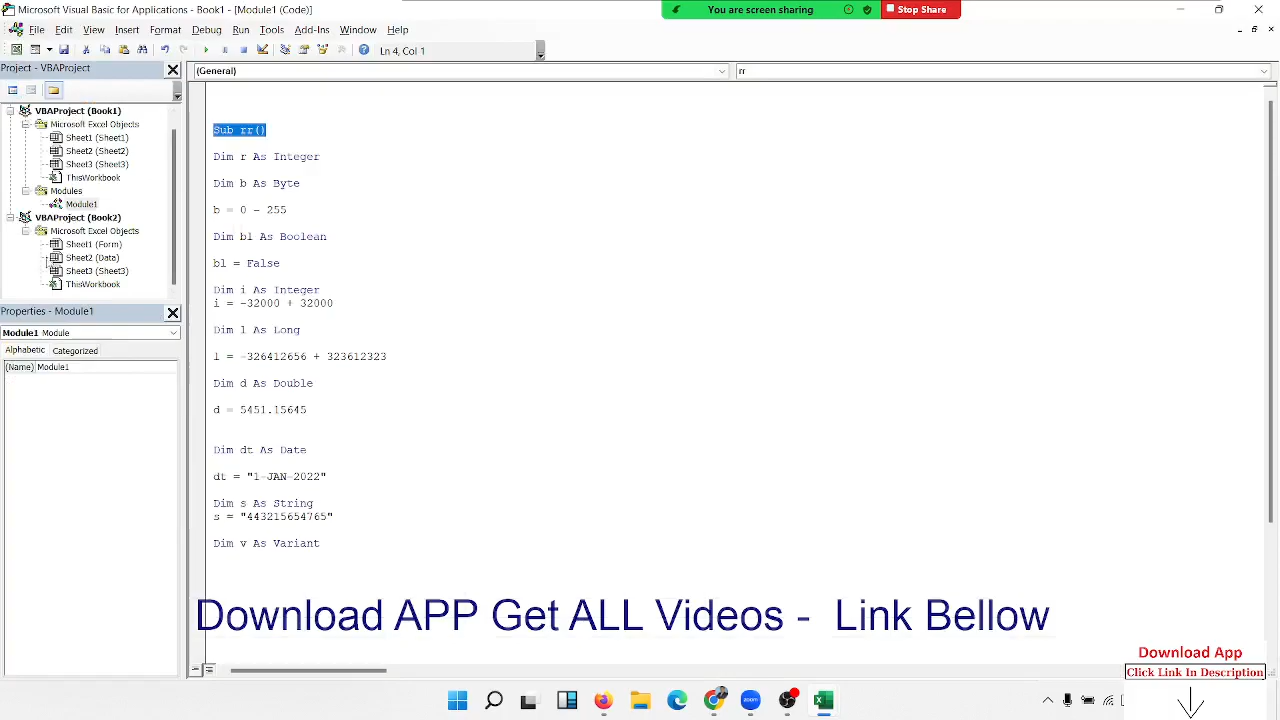 Microsoft Visual Basic for Applications - Book1 - [Module1 (Code)]
You are screen sharing
Stop Share
File Edit View Insert Format Debug Run Tools Add-Ins Window Help
Ln 4, Col 1
Project - VBAProject
(General)
rr
VBAProject (Book1)
Microsoft Excel Objects
Sheet1 (Sheet1)
Sheet2 (Sheet2)
Sheet3 (Sheet3)
ThisWorkbook
Modules
Module1
VBAProject (Book2)
Microsoft Excel Objects
Sheet1 (Form)
Sheet2 (Data)
Sheet3 (Sheet3)
ThisWorkbook
Properties - Module1
Module1 Module
Alphabetic Categorized
(Name) Module1
Sub rr()
Dim r As Integer
Dim b As Byte
b = 0 - 255
Dim bl As Boolean
bl = False
Dim i As Integer
i = -32000 + 32000
Dim l As Long
l = -326412656 + 323612323
Dim d As Double
d = 5451.15645
Dim dt As Date
dt = "1-JAN-2022"
Dim s As String
s = "443215654765"
Dim v As Variant
Download APP Get ALL Videos - Link Bellow
Download App
Click Link In Description
zoom